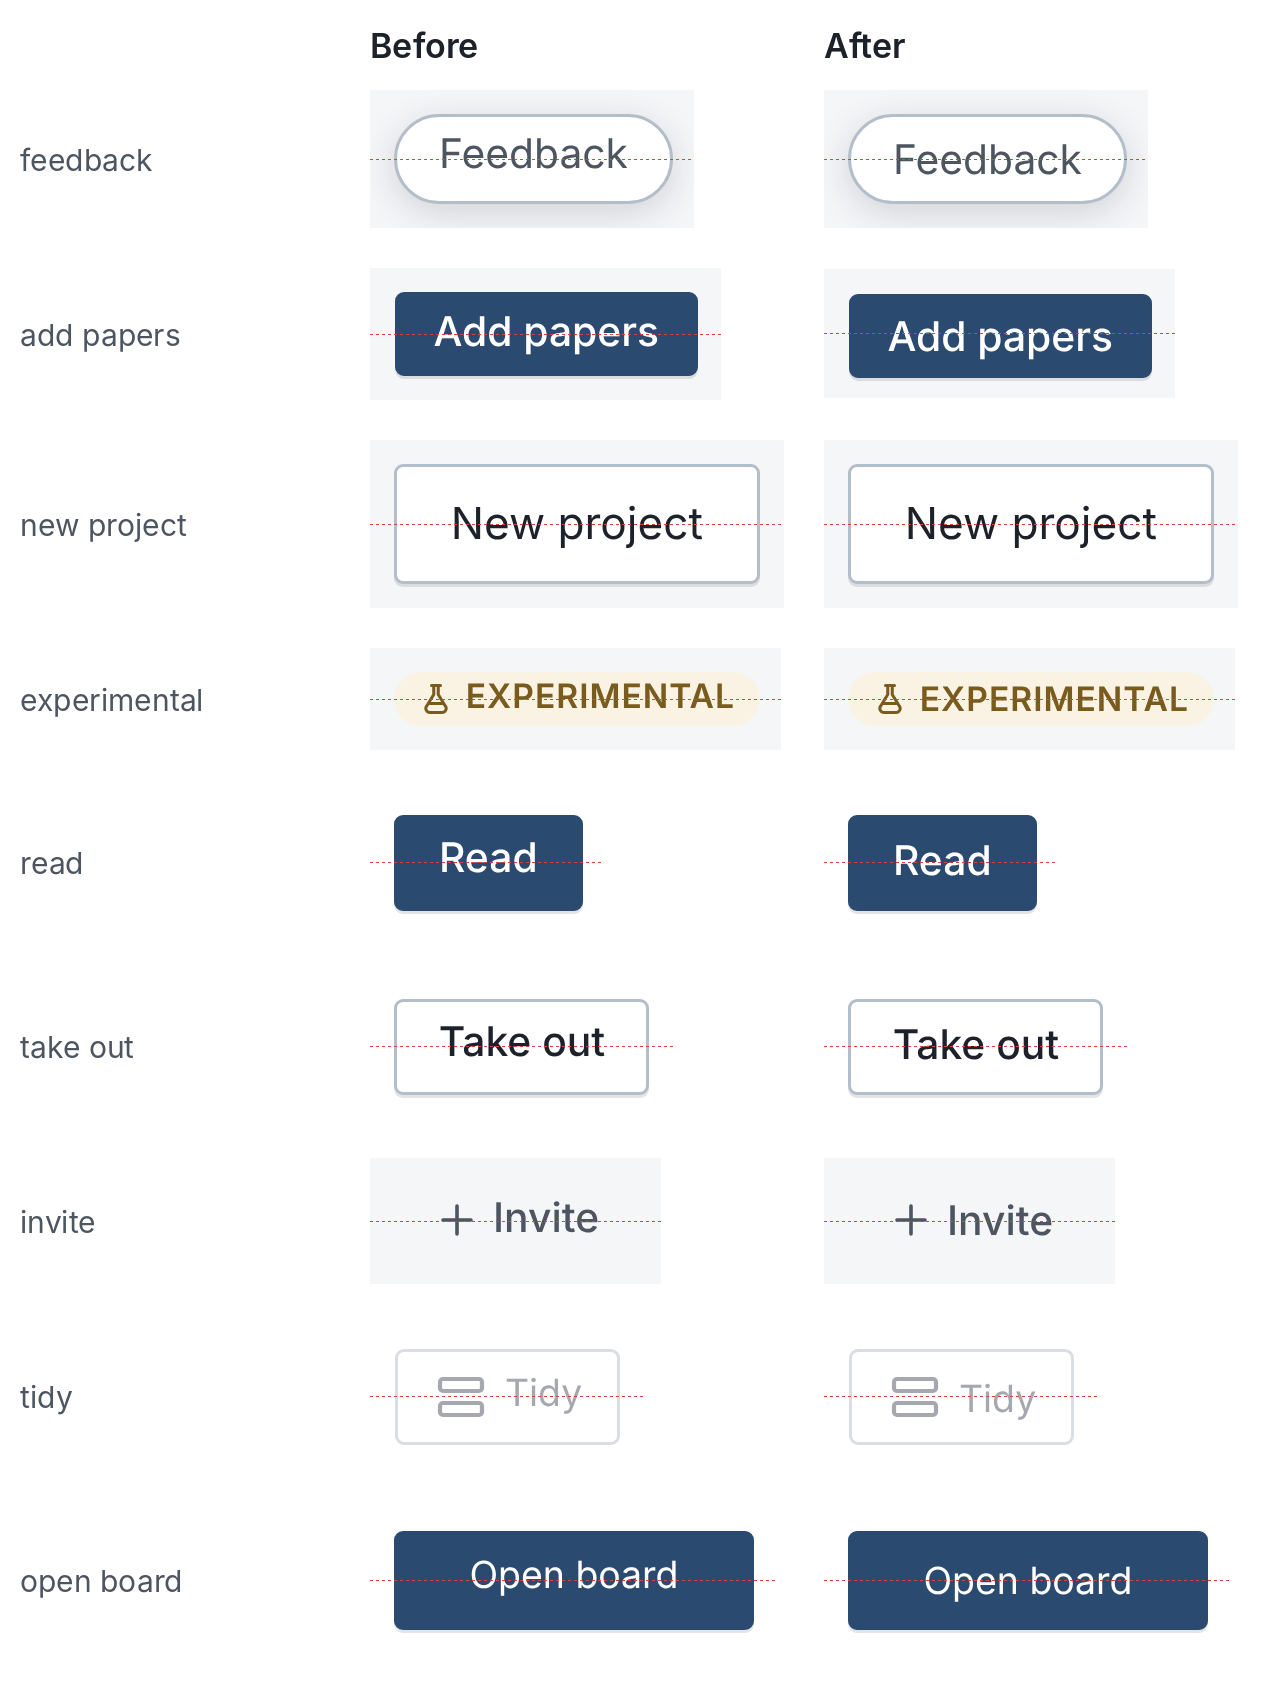 Before After
feedback Feedback Feedback
add papers Add papers Add papers
new project New project New project
experimental EXPERIMENTAL EXPERIMENTAL
read Read Read
take out Take out Take out
invite Invite Invite
tidy Tidy Tidy
open board Open board Open board